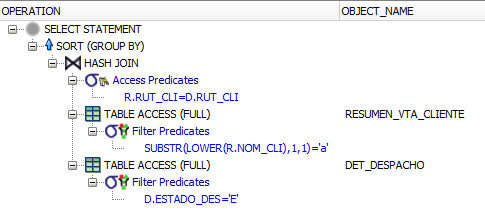 OPERATION OBJECT_NAME
SELECT STATEMENT
SORT (GROUP BY)
HASH JOIN
Access Predicates
R.RUT_CLI=D.RUT_CLI
TABLE ACCESS (FULL) RESUMEN_VTA_CLIENTE
Filter Predicates
SUBSTR(LOWER(R.NOM_CLI),1,1)='a'
TABLE ACCESS (FULL) DET_DESPACHO
Filter Predicates
D.ESTADO_DES='E'